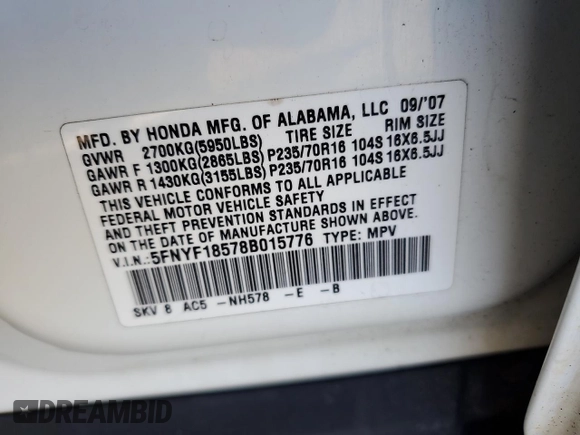 MFD. BY HONDA MFG. OF ALABAMA, LLC 09/'07
GVWR 2700KG(5950LBS) TIRE SIZE RIM SIZE
GAWR F 1300KG(2865LBS) P235/70R16 104S 16X6.5JJ
GAWR R 1430KG(3155LBS) P235/70R16 104S 16X6.5JJ
THIS VEHICLE CONFORMS TO ALL APPLICABLE
FEDERAL MOTOR VEHICLE SAFETY
AND THEFT PREVENTION STANDARDS IN EFFECT
ON THE DATE OF MANUFACTURE SHOWN ABOVE.
V.I.N.:5FNYF18578B015776 TYPE: MPV
SKV 8 AC5 -NH578 -E -B
DREAMBID